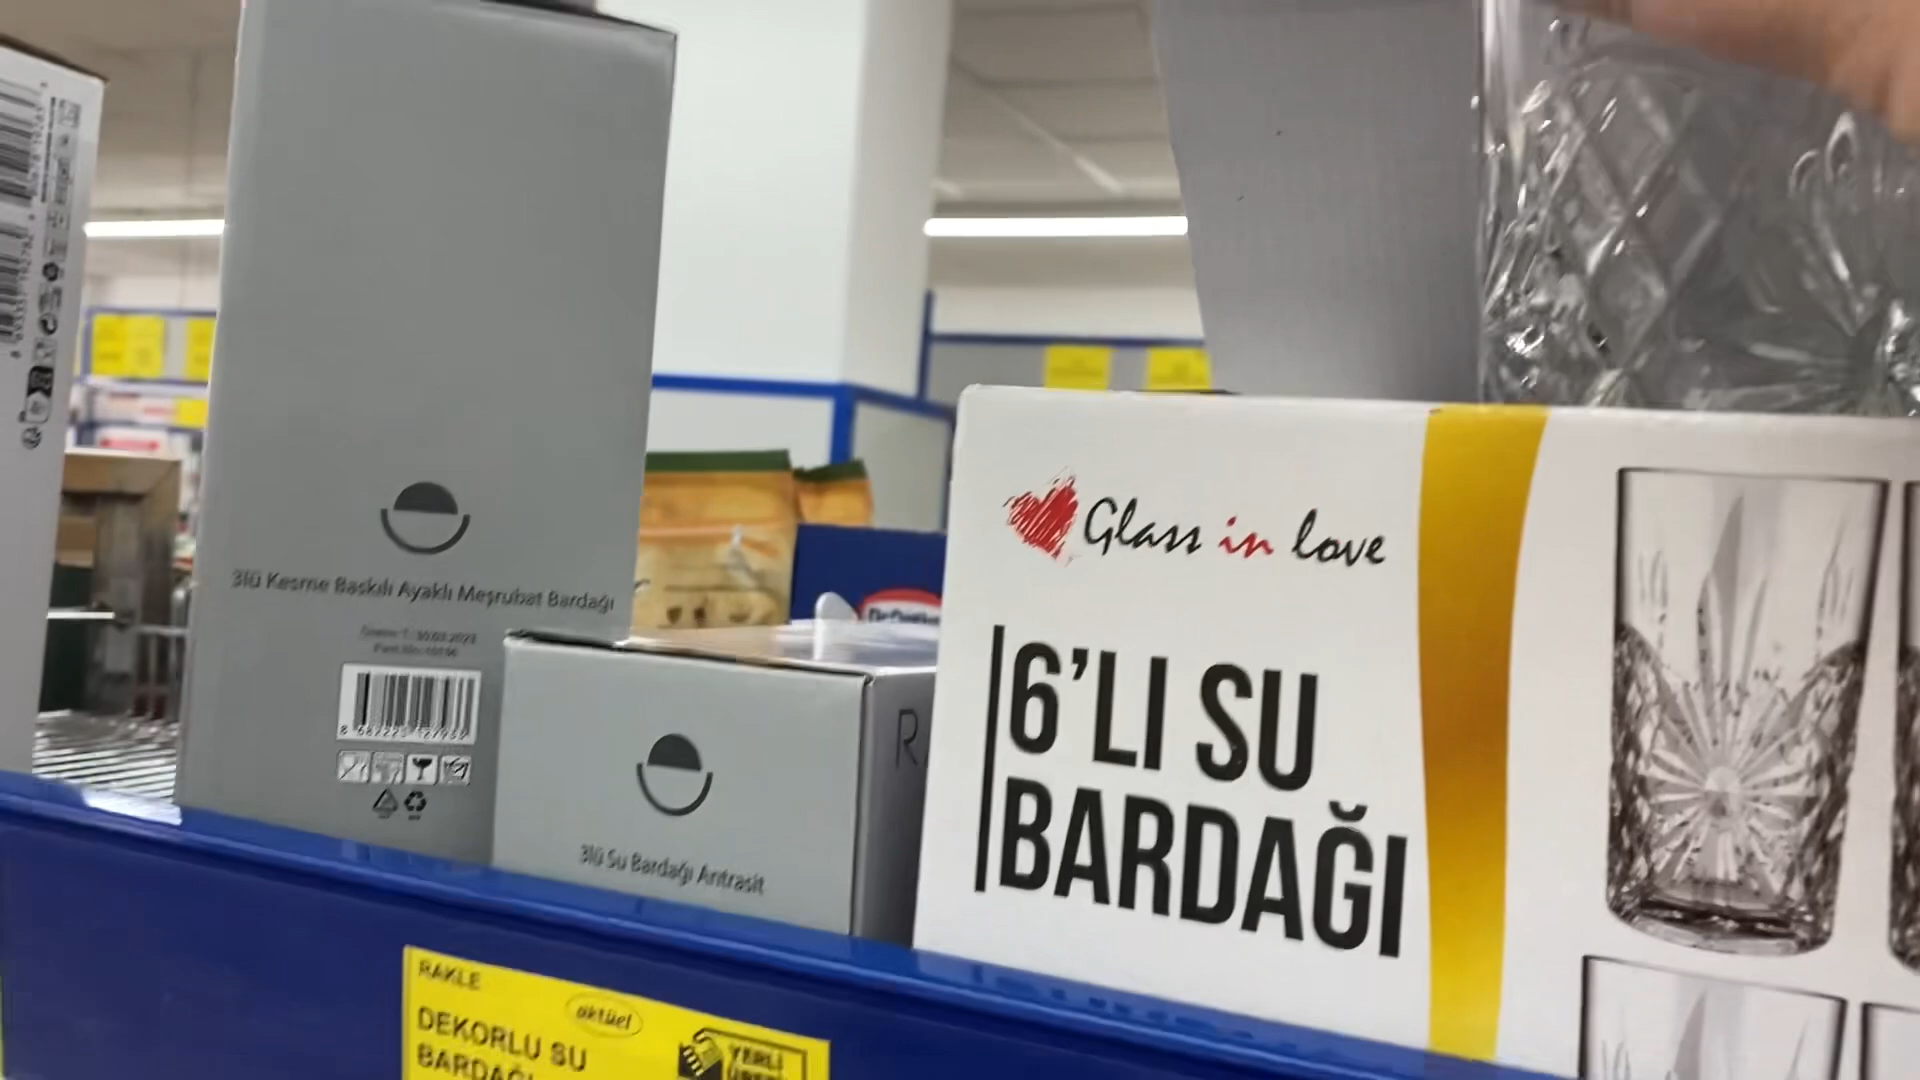 3lü Kesme Baskılı Ayaklı Meşrubat Bardağı
3lü Su Bardağı Antrasit
R
Glass in love
6'LI SU
BARDAĞI
RAKLE
aktüel
DEKORLU SU
BARDAĞI
YERLİ